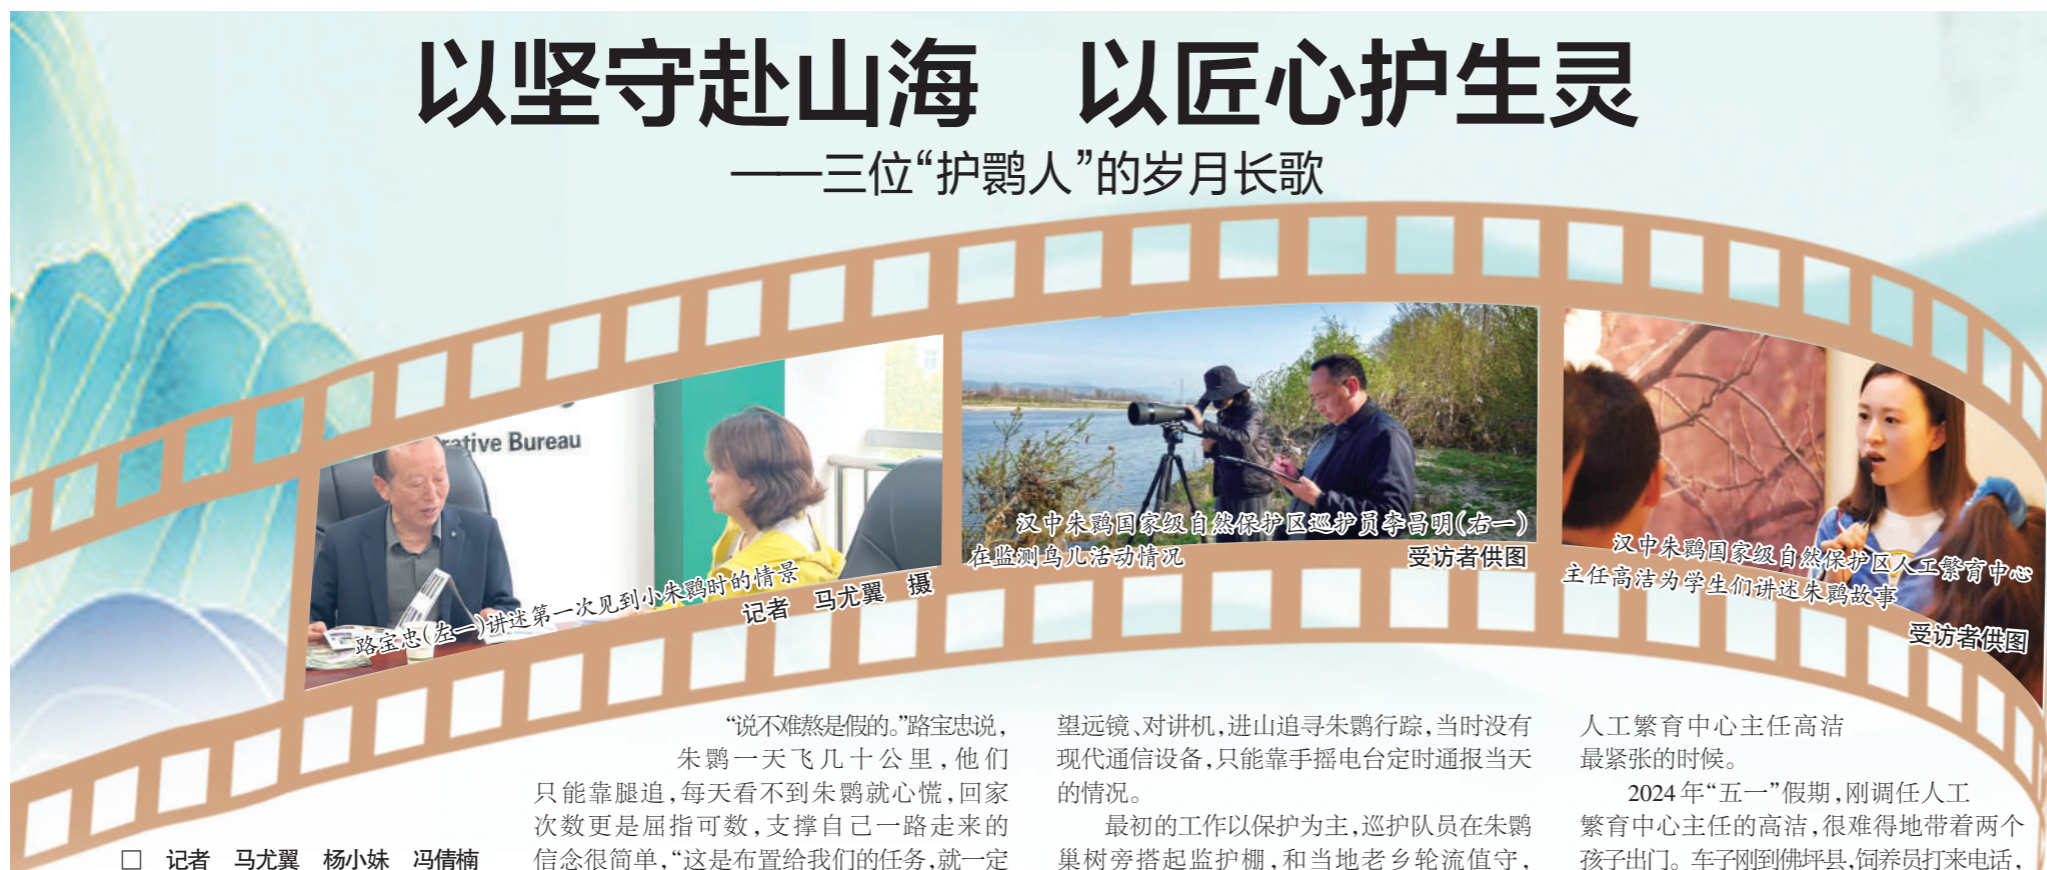 以坚守赴山海　以匠心护生灵
——三位“护鹮人”的岁月长歌
rative Bureau
路宝忠（左一）讲述第一次见到小朱鹮时的情景
记者　马尤翼　摄
汉中朱鹮国家级自然保护区巡护员李昌明（右一）
在监测鸟儿活动情况
受访者供图
汉中朱鹮国家级自然保护区人工繁育中心
主任高洁为学生们讲述朱鹮故事
受访者供图
□　记者　马尤翼　杨小妹　冯倩楠
“说不难熬是假的。”路宝忠说，
朱鹮一天飞几十公里，他们
只能靠腿追，每天看不到朱鹮就心慌，回家
次数更是屈指可数，支撑自己一路走来的
信念很简单，“这是布置给我们的任务，就一定
望远镜、对讲机，进山追寻朱鹮行踪，当时没有
现代通信设备，只能靠手摇电台定时通报当天
的情况。
最初的工作以保护为主，巡护队员在朱鹮
巢树旁搭起监护棚，和当地老乡轮流值守，
人工繁育中心主任高洁
最紧张的时候。
2024年“五一”假期，刚调任人工
繁育中心主任的高洁，很难得地带着两个
孩子出门。车子刚到佛坪县，饲养员打来电话，